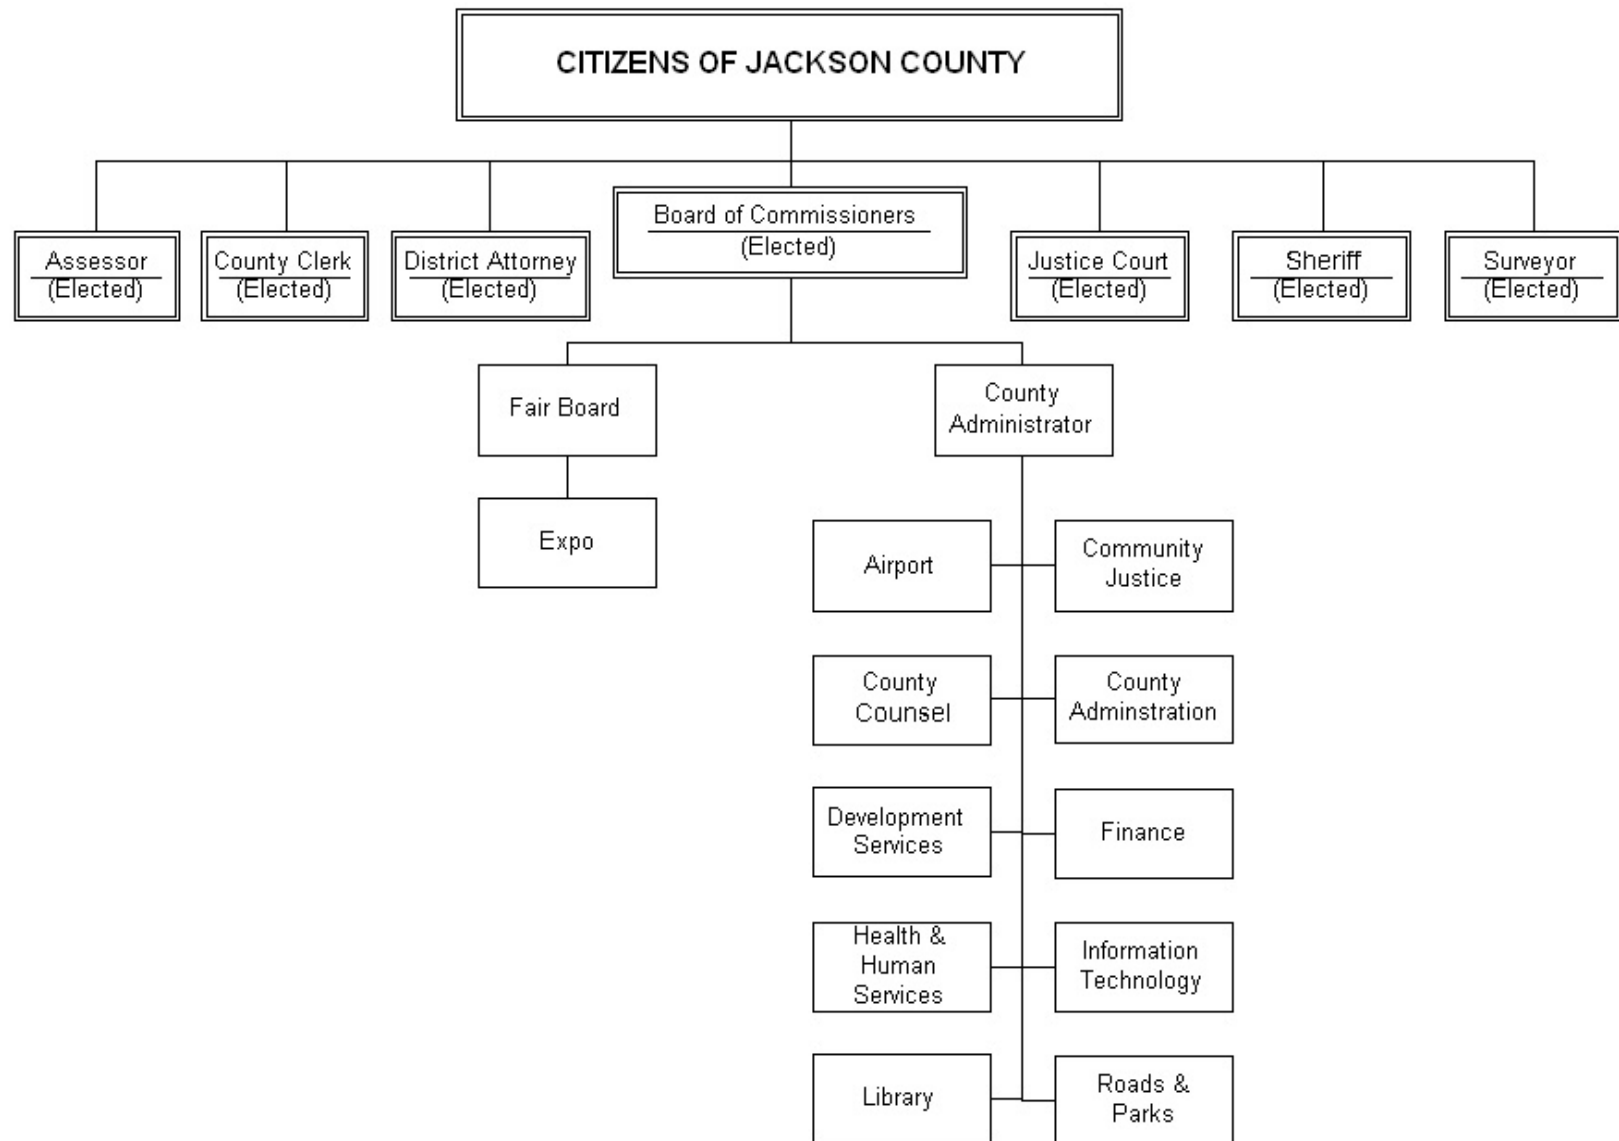 CITIZENS OF JACKSON COUNTY
Board of Commissioners
(Elected)
Assessor
(Elected)
County Clerk
(Elected)
District Attorney
(Elected)
Justice Court
(Elected)
Sheriff
(Elected)
Surveyor
(Elected)
Fair Board
County
Administrator
Expo
Airport
Community
Justice
County
Counsel
County
Adminstration
Development
Services
Finance
Health &
Human
Services
Information
Technology
Library
Roads &
Parks